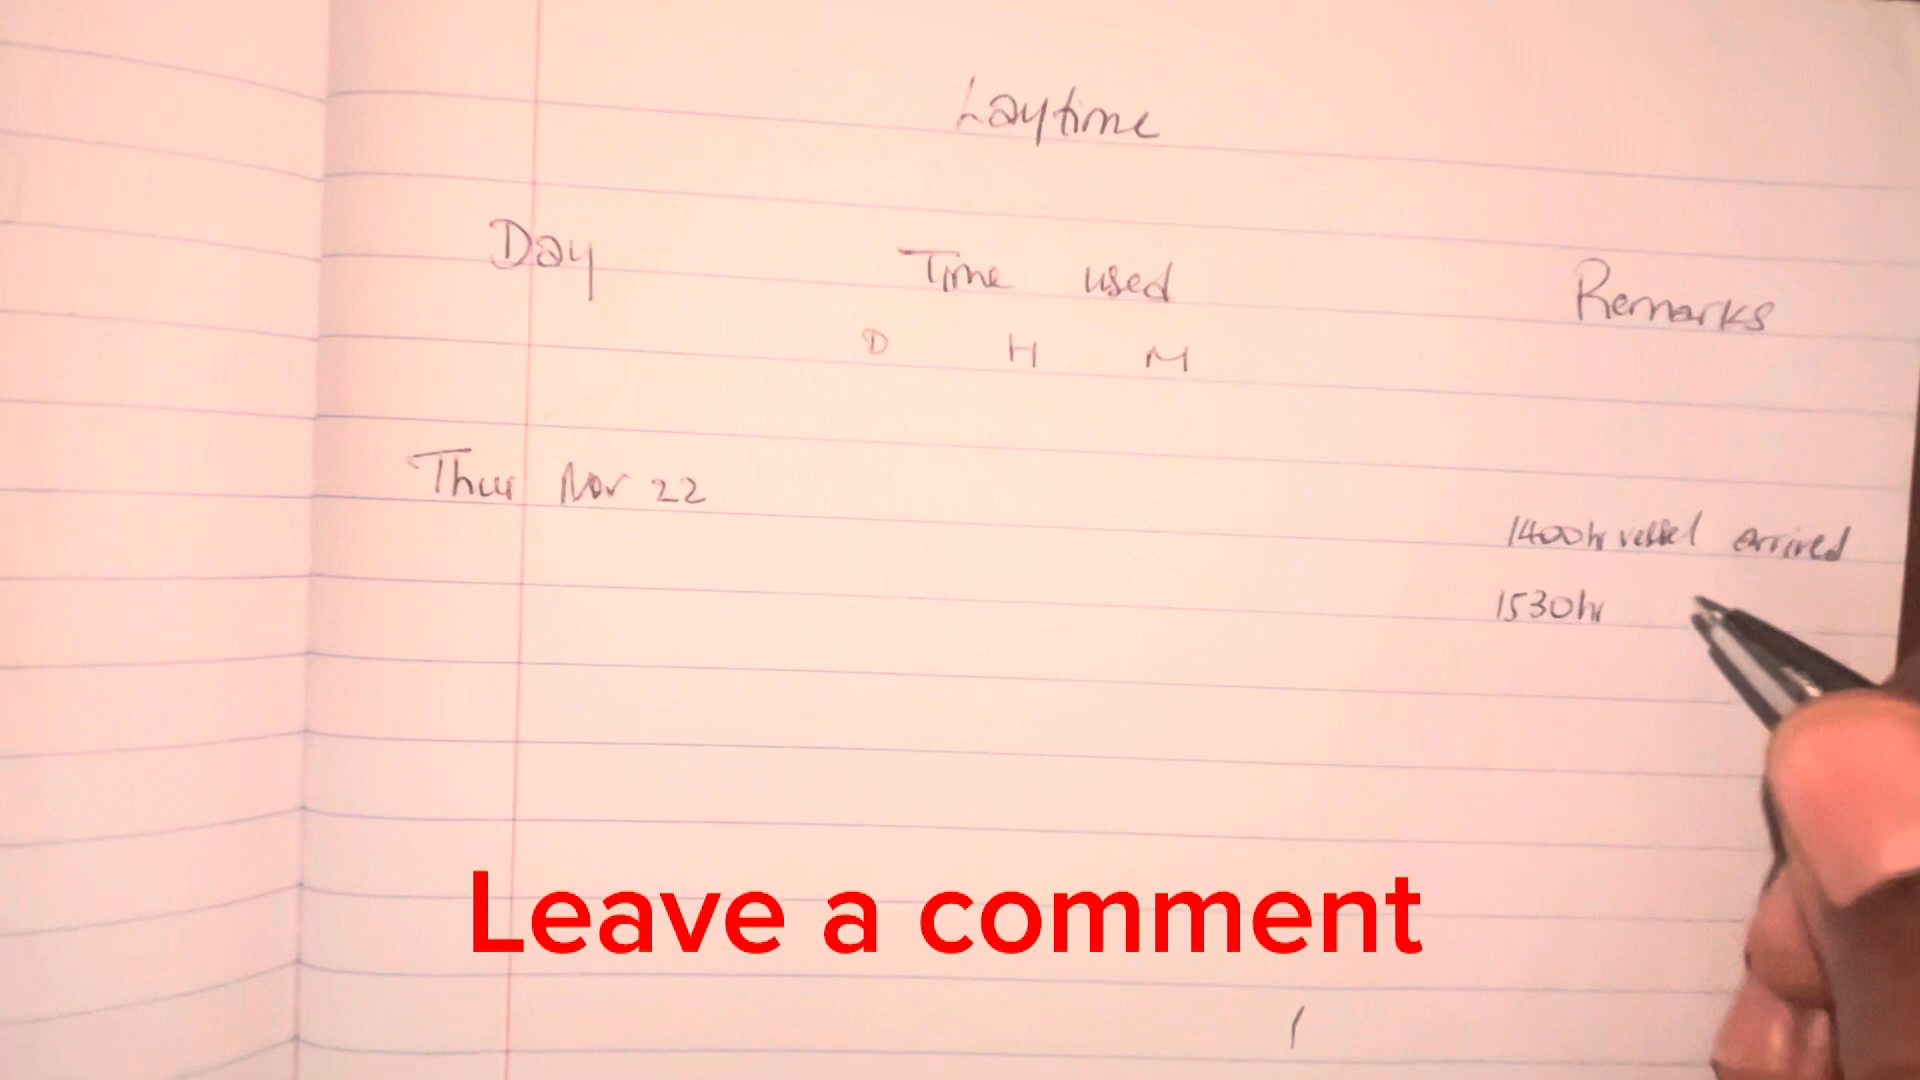 Laytime
Day Time used Remarks
D H M
Thur Nov 22
1400hr vessel arrived
1530hr
Leave a comment